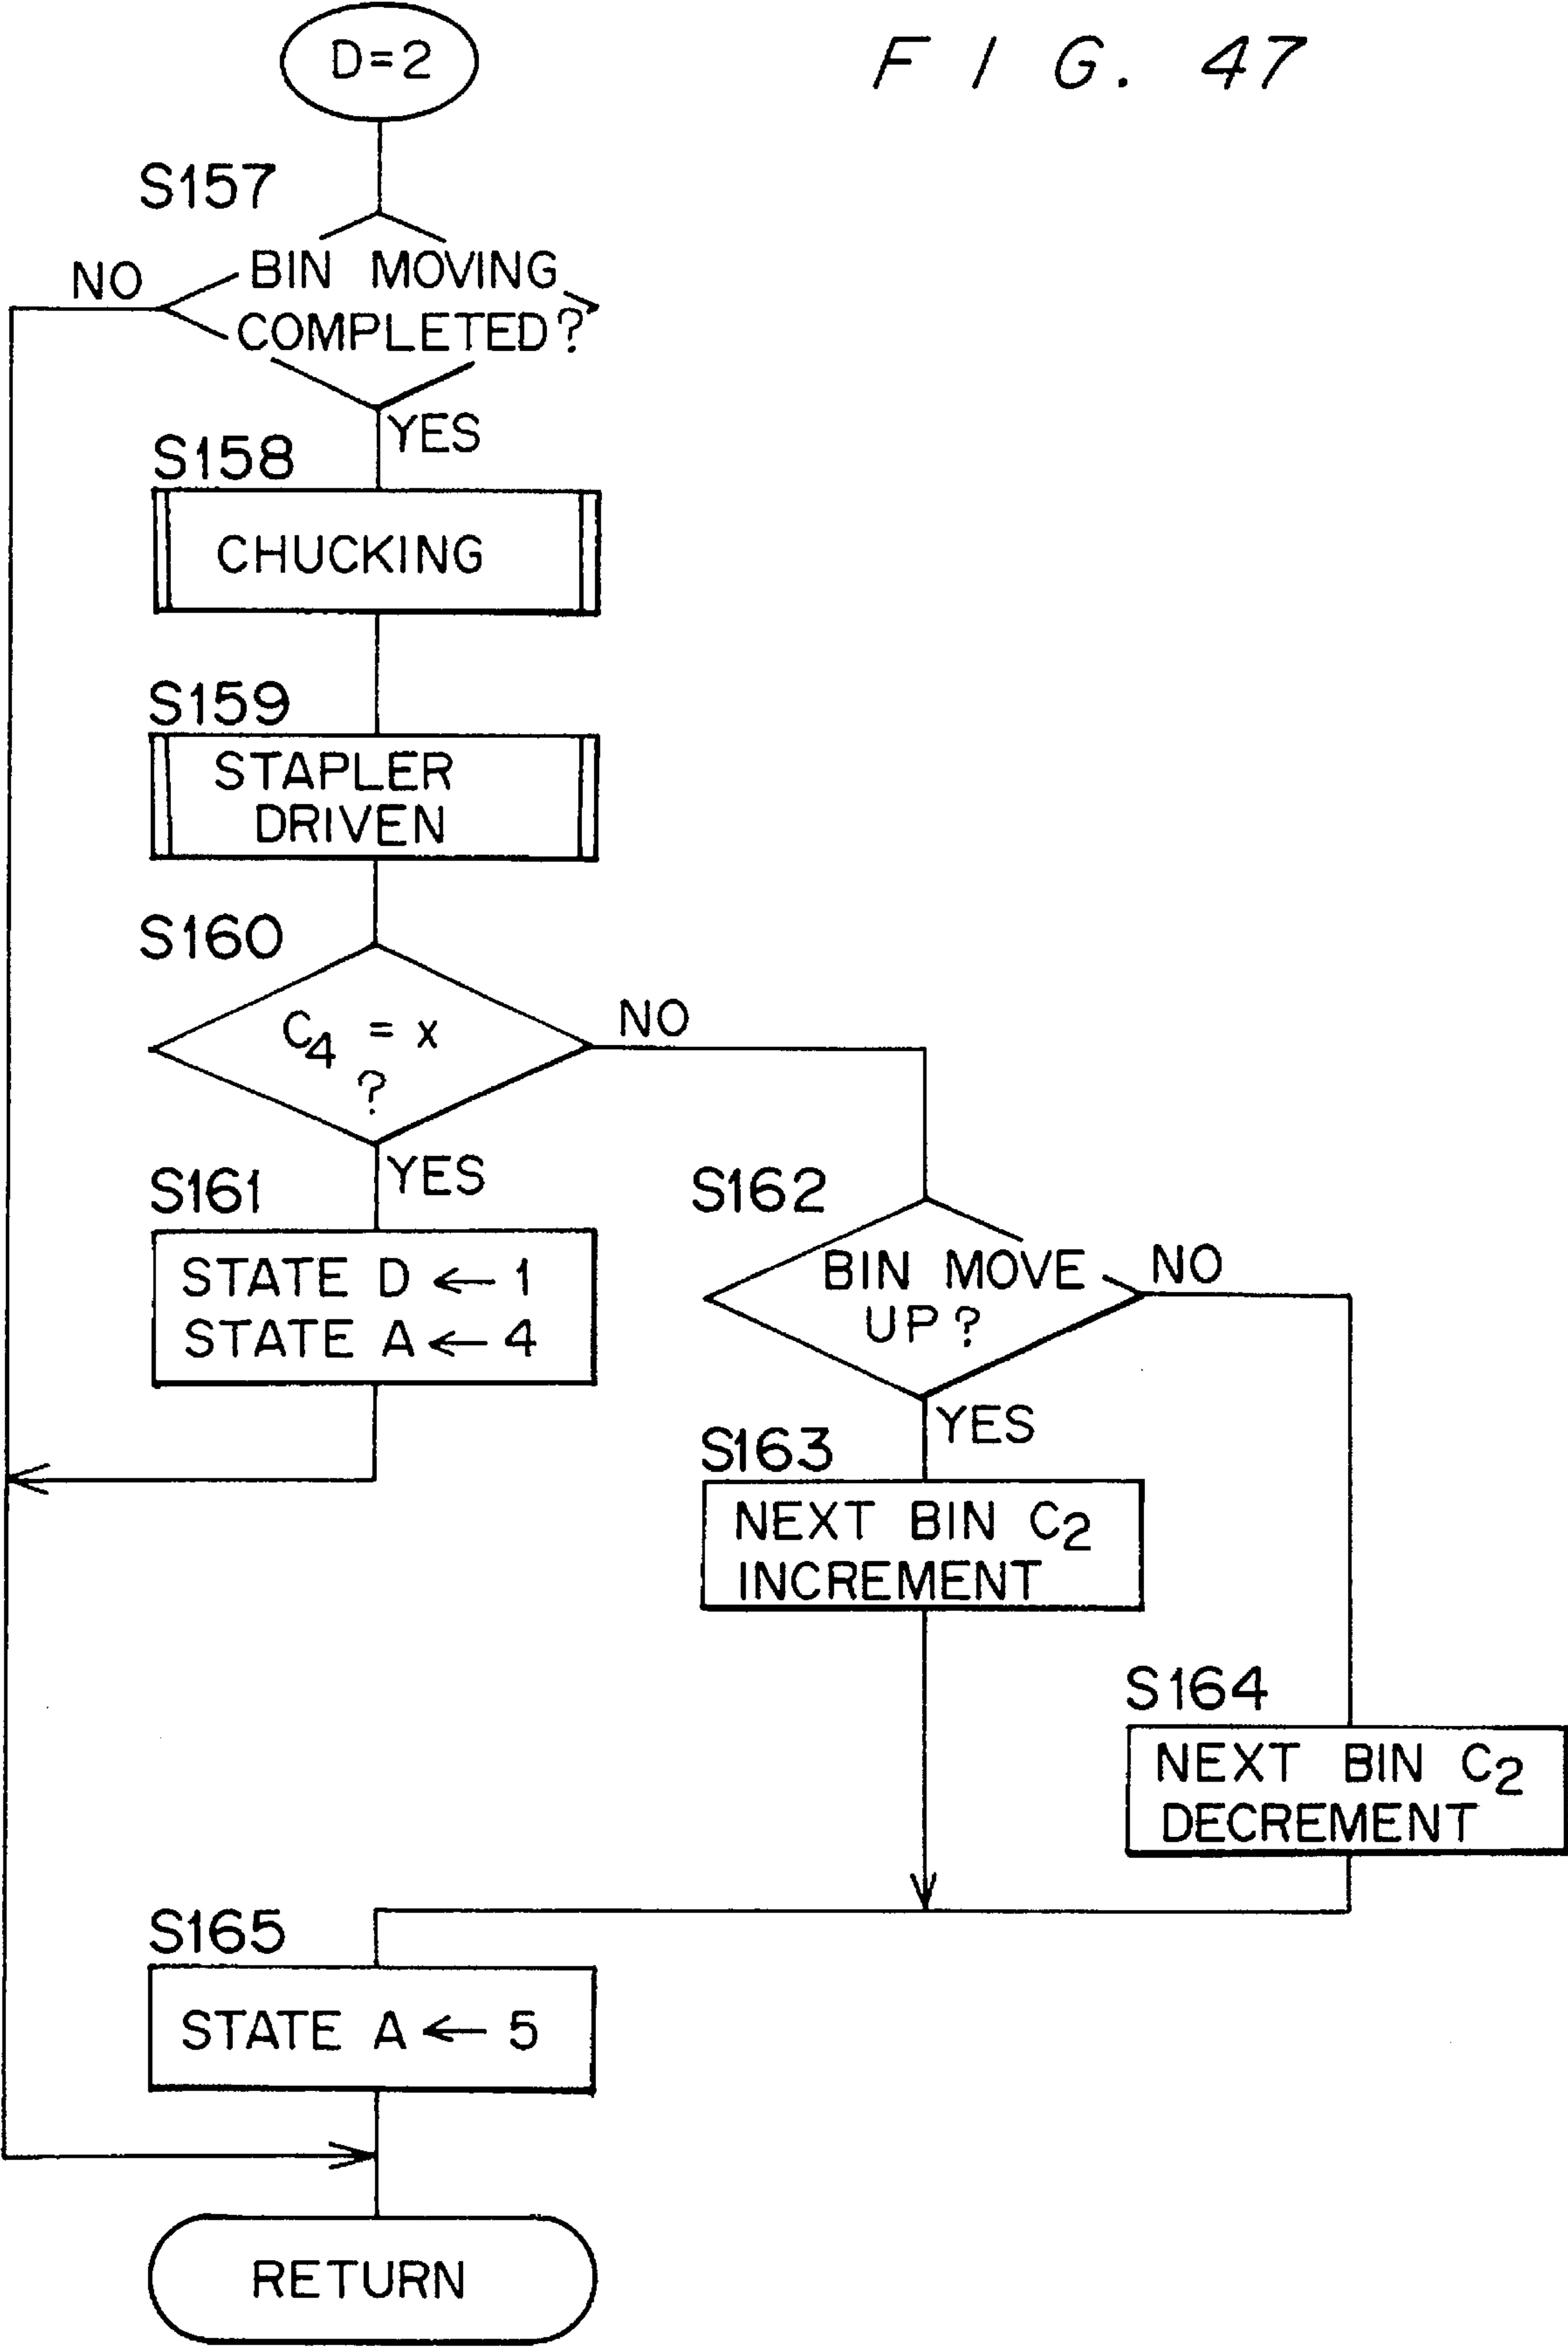 F I G. 47
D=2
S157
BIN MOVING
COMPLETED?
NO
YES
S158
CHUCKING
S159
STAPLER
DRIVEN
S160
C4 = x
?
NO
YES
S161
STATE D ← 1
STATE A ← 4
S162
BIN MOVE
UP?
NO
YES
S163
NEXT BIN C2
INCREMENT
S164
NEXT BIN C2
DECREMENT
S165
STATE A ← 5
RETURN